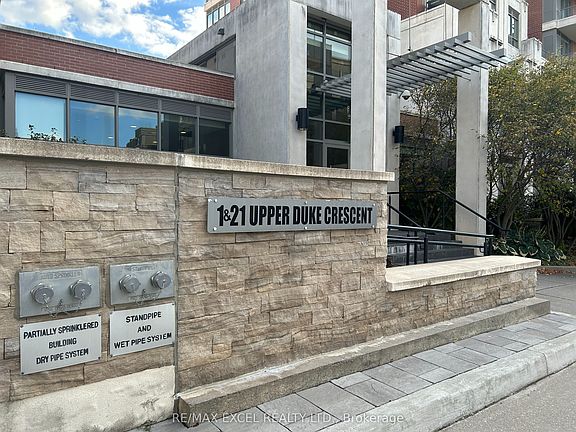 1&21 UPPER DUKE CRESCENT
PARTIALLY SPRINKLERED
BUILDING
DRY PIPE SYSTEM
STANDPIPE
AND
WET PIPE SYSTEM
RE/MAX EXCEL REALTY LTD., Brokerage